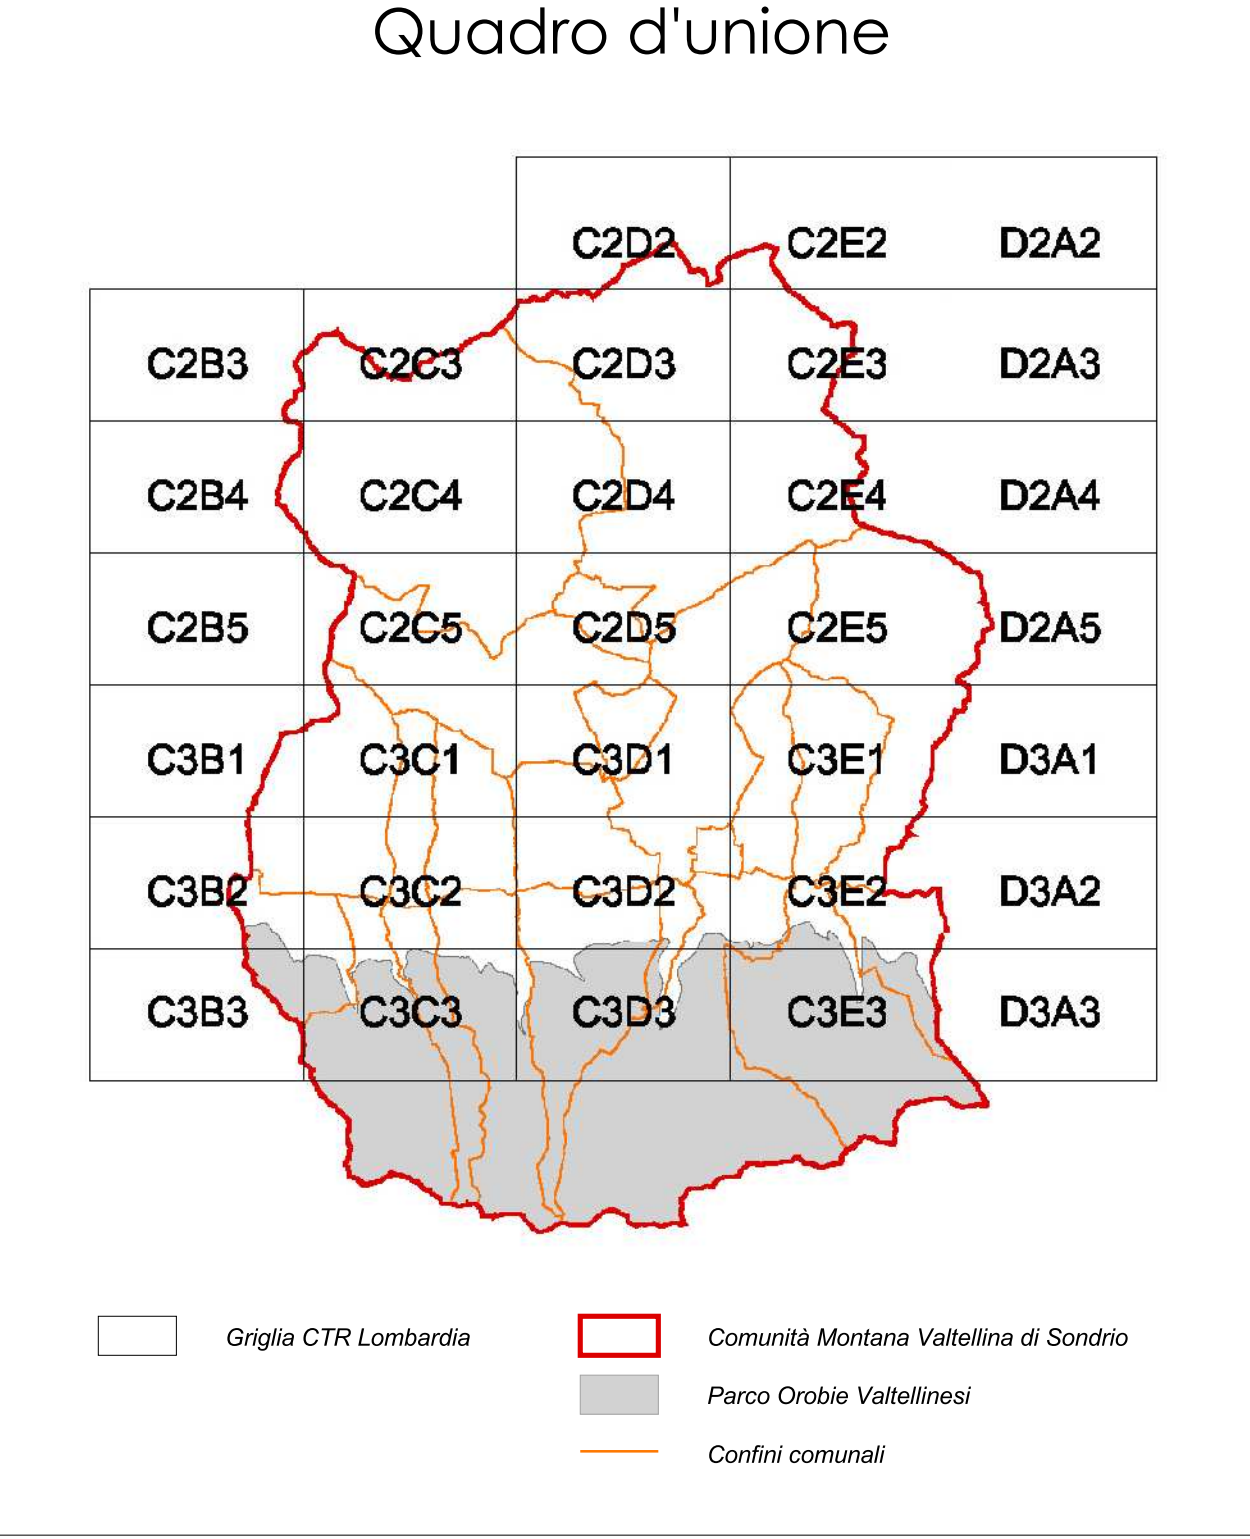 Quadro d'unione
C2D2 C2E2 D2A2
C2B3 C2C3 C2D3 C2E3 D2A3
C2B4 C2C4 C2D4 C2E4 D2A4
C2B5 C2C5 C2D5 C2E5 D2A5
C3B1 C3C1 C3D1 C3E1 D3A1
C3B2 C3C2 C3D2 C3E2 D3A2
C3B3 C3C3 C3D3 C3E3 D3A3
Griglia CTR Lombardia
Comunità Montana Valtellina di Sondrio
Parco Orobie Valtellinesi
Confini comunali